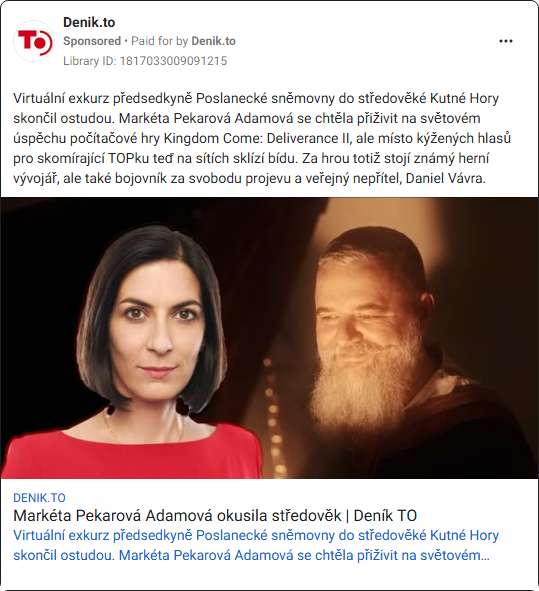 Denik.to
Sponsored • Paid for by Denik.to
Library ID: 1817033009091215
Virtuální exkurz předsedkyně Poslanecké sněmovny do středověké Kutné Hory
skončil ostudou. Markéta Pekarová Adamová se chtěla přiživit na světovém
úspěchu počítačové hry Kingdom Come: Deliverance II, ale místo kýžených hlasů
pro skomírající TOPku teď na sítích sklízí bídu. Za hrou totiž stojí známý herní
vývojář, ale také bojovník za svobodu projevu a veřejný nepřítel, Daniel Vávra.
DENIK.TO
Markéta Pekarová Adamová okusila středověk | Deník TO
Virtuální exkurz předsedkyně Poslanecké sněmovny do středověké Kutné Hory
skončil ostudou. Markéta Pekarová Adamová se chtěla přiživit na světovém…